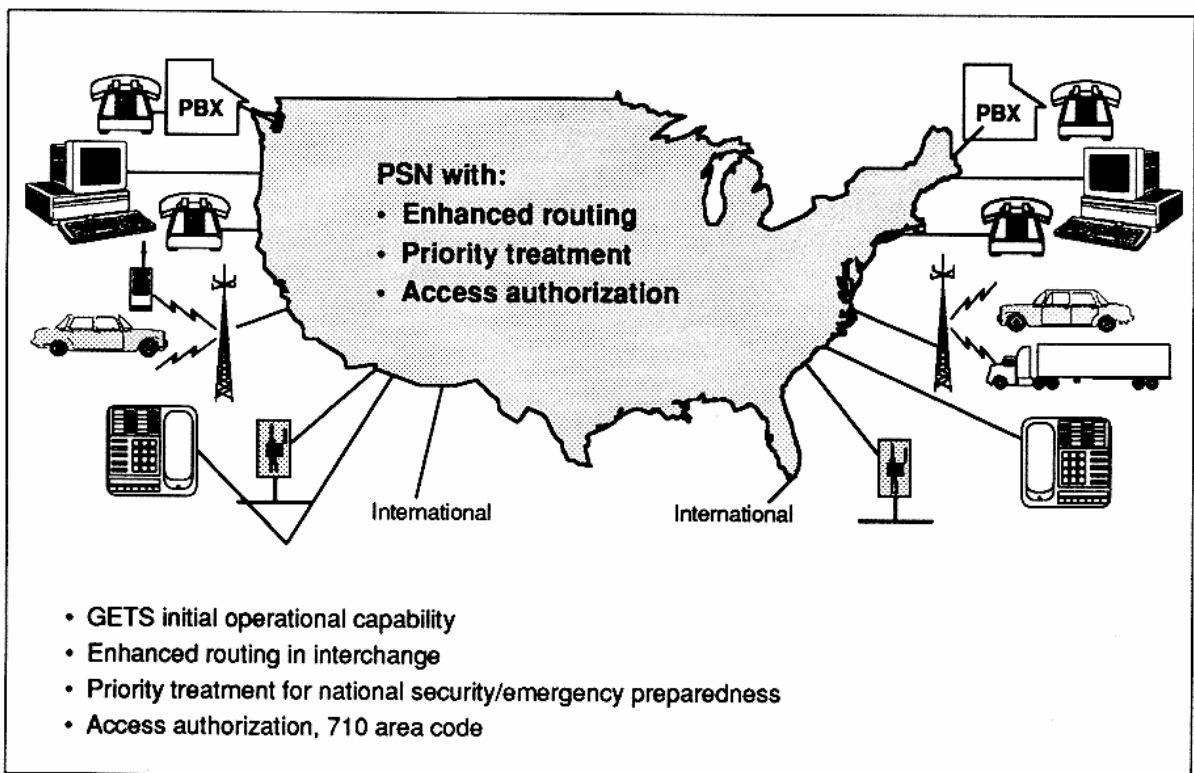 PBX
PBX
PSN with:
• Enhanced routing
• Priority treatment
• Access authorization
International
International
• GETS initial operational capability
• Enhanced routing in interchange
• Priority treatment for national security/emergency preparedness
• Access authorization, 710 area code